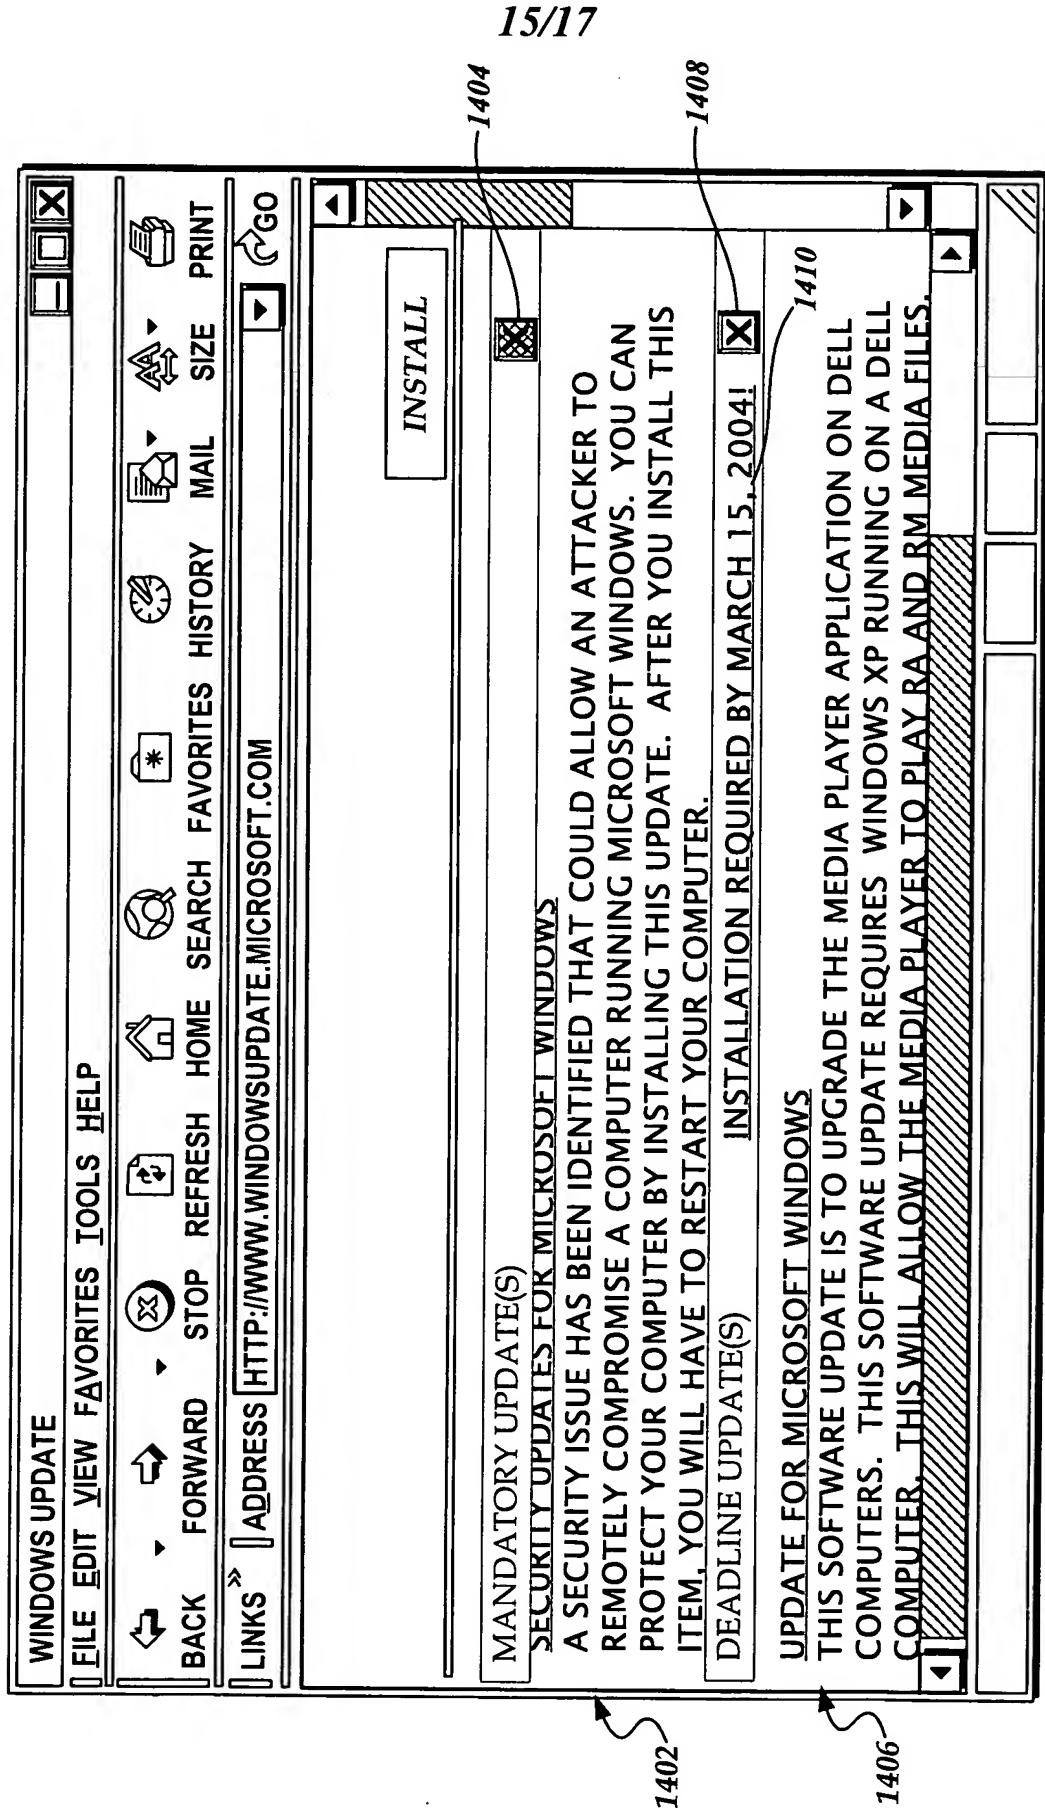 15/17
WINDOWS UPDATE
FILE EDIT VIEW FAVORITES TOOLS HELP
BACK FORWARD STOP REFRESH HOME SEARCH FAVORITES HISTORY MAIL SIZE PRINT
LINKS » ADDRESS HTTP://WWW.WINDOWSUPDATE.MICROSOFT.COM GO
INSTALL
MANDATORY UPDATE(S)
1404
SECURITY UPDATES FOR MICROSOFT WINDOWS
A SECURITY ISSUE HAS BEEN IDENTIFIED THAT COULD ALLOW AN ATTACKER TO
REMOTELY COMPROMISE A COMPUTER RUNNING MICROSOFT WINDOWS. YOU CAN
PROTECT YOUR COMPUTER BY INSTALLING THIS UPDATE. AFTER YOU INSTALL THIS
ITEM, YOU WILL HAVE TO RESTART YOUR COMPUTER.
1402
DEADLINE UPDATE(S) INSTALLATION REQUIRED BY MARCH 15, 2004!
1408
1410
UPDATE FOR MICROSOFT WINDOWS
THIS SOFTWARE UPDATE IS TO UPGRADE THE MEDIA PLAYER APPLICATION ON DELL
COMPUTERS. THIS SOFTWARE UPDATE REQUIRES WINDOWS XP RUNNING ON A DELL
COMPUTER. THIS WILL ALLOW THE MEDIA PLAYER TO PLAY RA AND RM MEDIA FILES.
1406